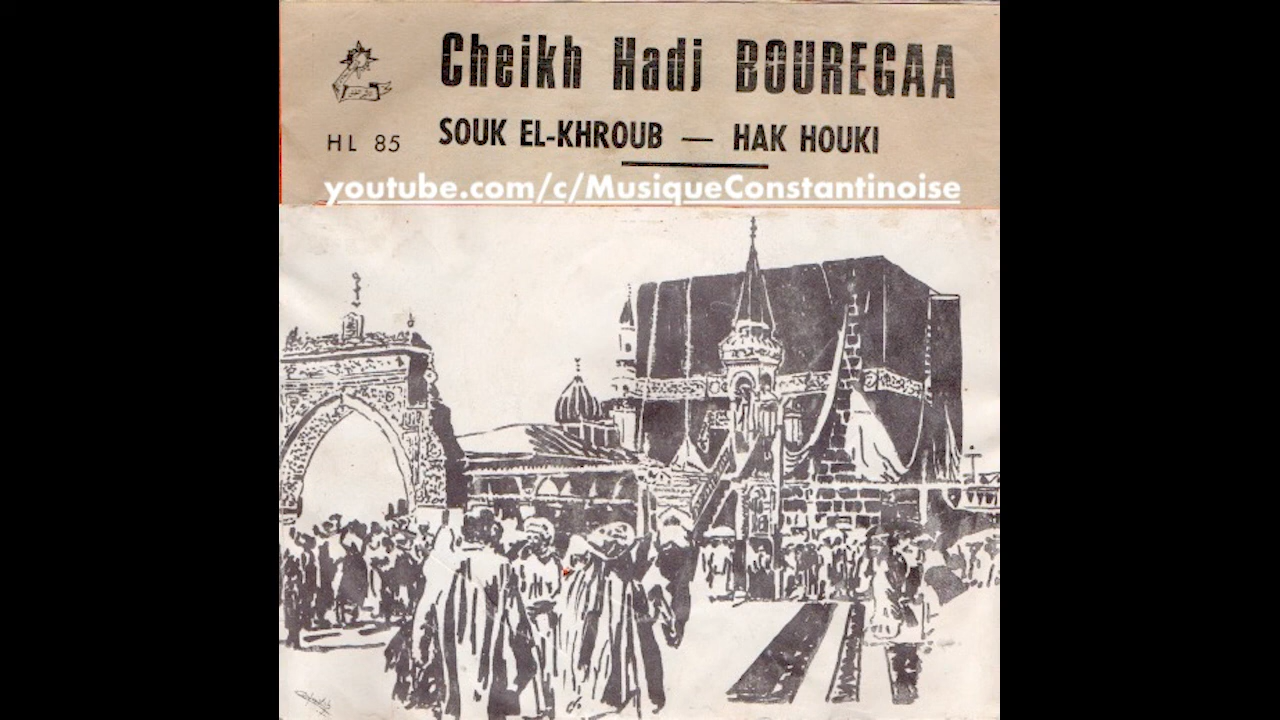 Cheikh Hadj BOUREGAA
HL 85
SOUK EL-KHROUB — HAK HOUKI
youtube.com/c/MusiqueConstantinoise